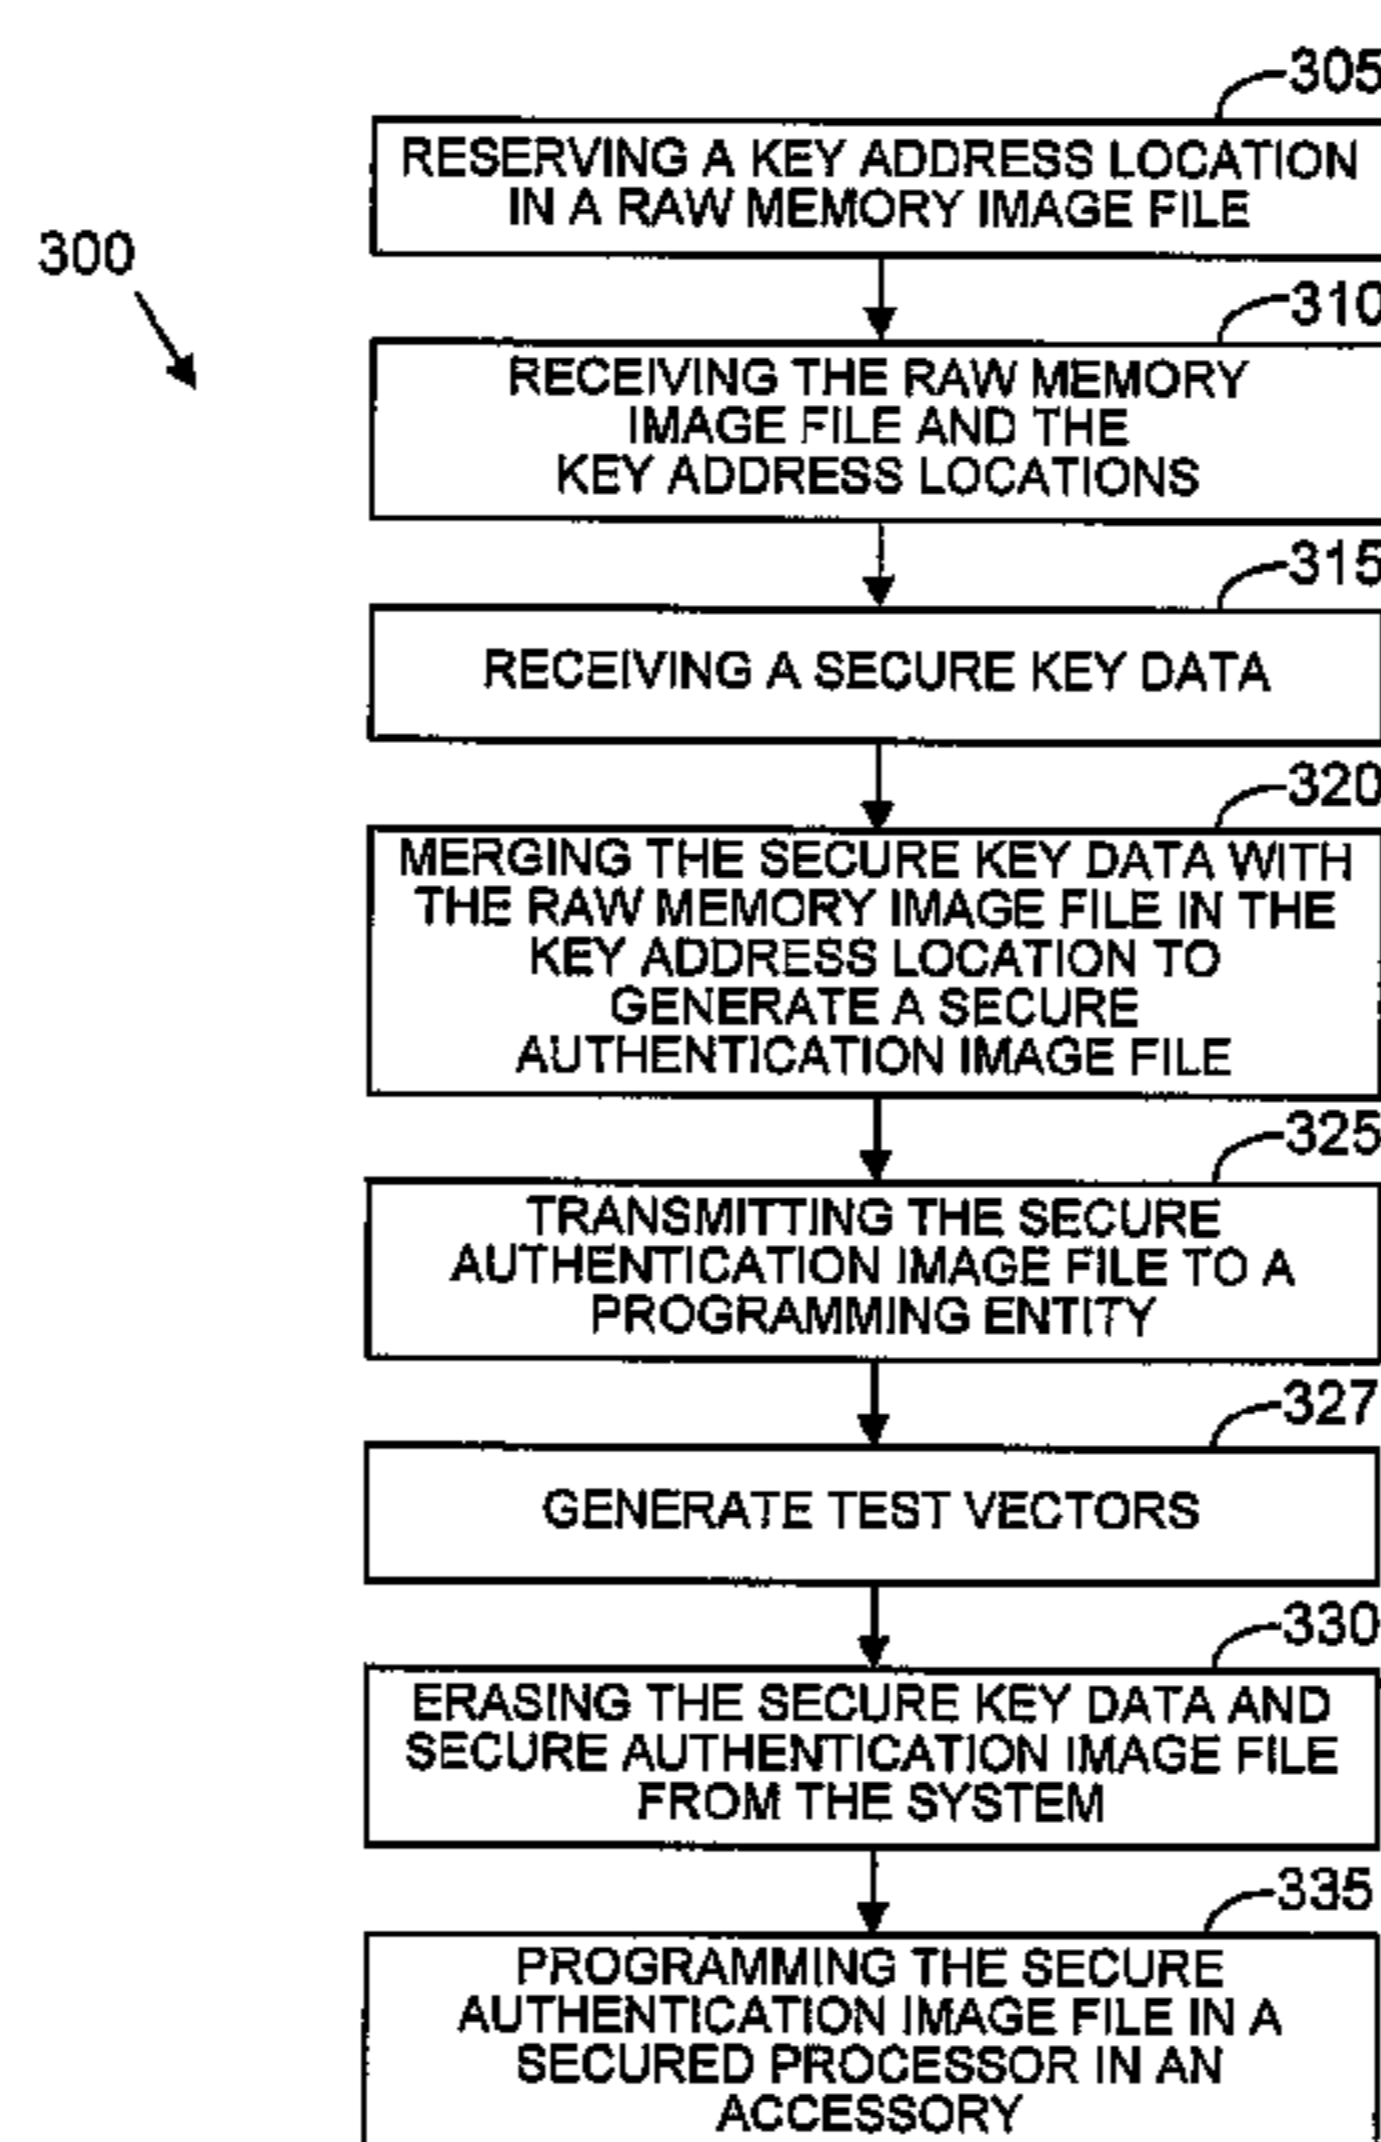 305
RESERVING A KEY ADDRESS LOCATION
IN A RAW MEMORY IMAGE FILE
300
310
RECEIVING THE RAW MEMORY
IMAGE FILE AND THE
KEY ADDRESS LOCATIONS
315
RECEIVING A SECURE KEY DATA
320
MERGING THE SECURE KEY DATA WITH
THE RAW MEMORY IMAGE FILE IN THE
KEY ADDRESS LOCATION TO
GENERATE A SECURE
AUTHENTICATION IMAGE FILE
325
TRANSMITTING THE SECURE
AUTHENTICATION IMAGE FILE TO A
PROGRAMMING ENTITY
327
GENERATE TEST VECTORS
330
ERASING THE SECURE KEY DATA AND
SECURE AUTHENTICATION IMAGE FILE
FROM THE SYSTEM
335
PROGRAMMING THE SECURE
AUTHENTICATION IMAGE FILE IN A
SECURED PROCESSOR IN AN
ACCESSORY